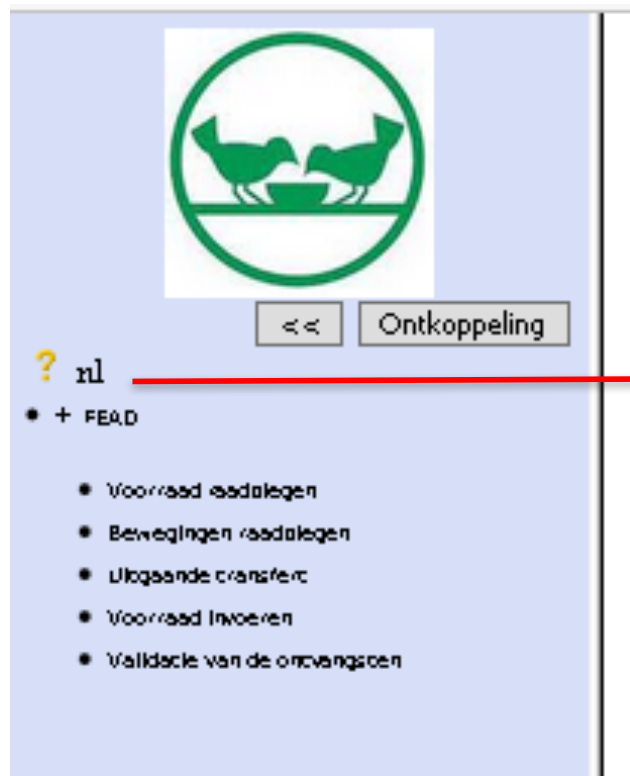 << Ontkoppeling
? nl
+ FEAD
Voorraad raadplegen
Bewegingen raadplegen
Uitgaande transfert
Voorraad invoeren
Validatie van de ontvangsten